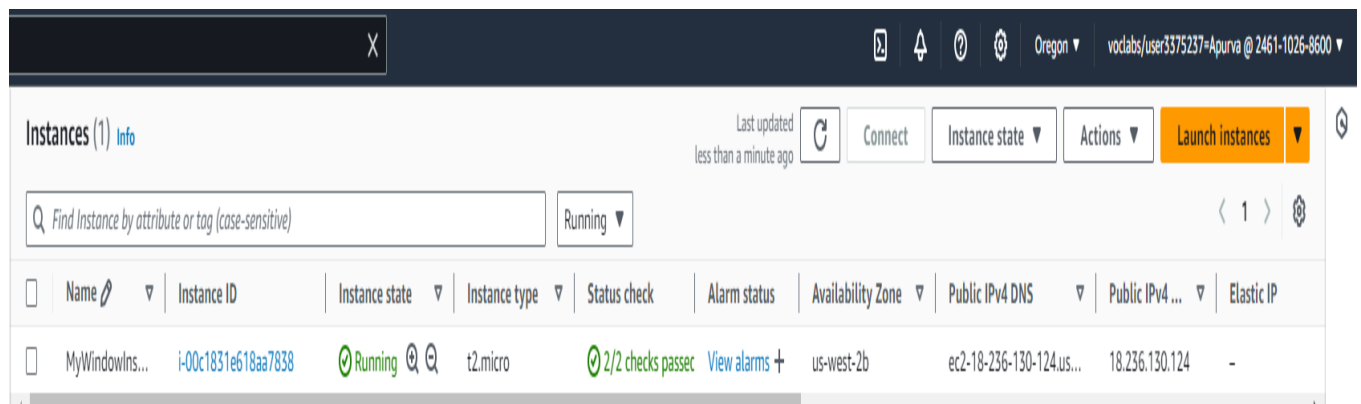 Oregon ▼ voclabs/user3375237=Apurva @ 2461-1026-8600 ▼
Instances (1) Info
Last updated
less than a minute ago
Connect
Instance state ▼
Actions ▼
Launch instances ▼
Find Instance by attribute or tag (case-sensitive)
Running ▼
1
Name Instance ID Instance state Instance type Status check Alarm status Availability Zone Public IPv4 DNS Public IPv4 ... Elastic IP
MyWindowIns... i-00c1831e618aa7838 Running t2.micro 2/2 checks passec View alarms + us-west-2b ec2-18-236-130-124.us... 18.236.130.124 –